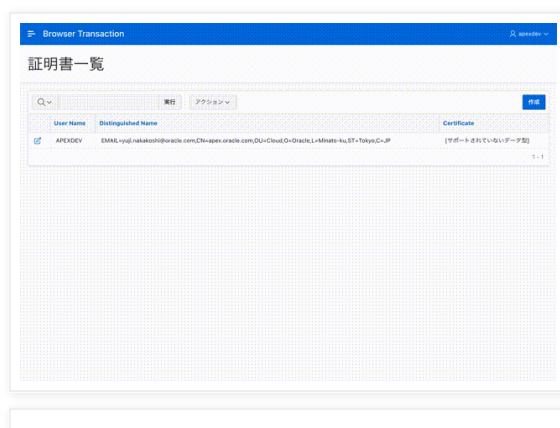 Browser Transaction
apexdev
証明書一覧
実行
アクション
作成
User Name
Distinguished Name
Certificate
APEXDEV
EMAIL=yuji.nakakoshi@oracle.com,CN=apex.oracle.com,OU=Cloud,O=Oracle,L=Minato-ku,ST=Tokyo,C=JP
[サポートされていないデータ型]
1 - 1